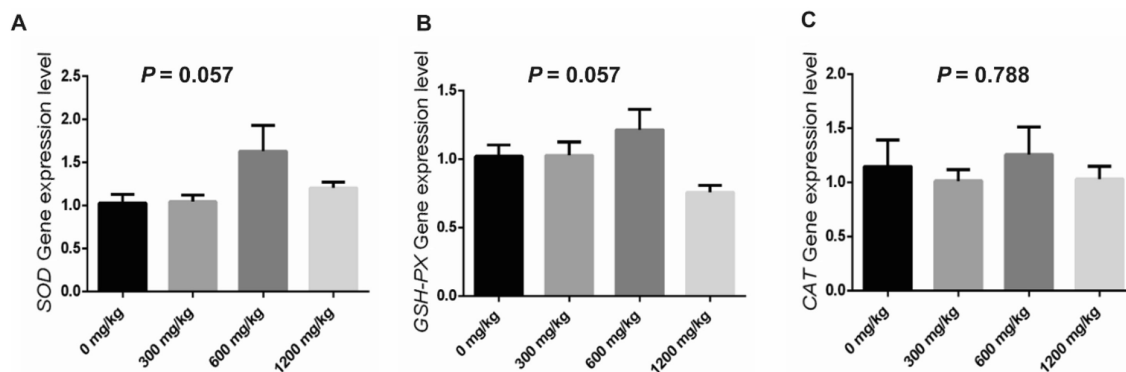 A
SOD Gene expression level
P = 0.057
2.5
2.0
1.5
1.0
0.5
0.0
0 mg/kg
300 mg/kg
600 mg/kg
1200 mg/kg
B
GSH-PX Gene expression level
P = 0.057
1.5
1.0
0.5
0.0
0 mg/kg
300 mg/kg
600 mg/kg
1200 mg/kg
C
CAT Gene expression level
P = 0.788
2.0
1.5
1.0
0.5
0.0
0 mg/kg
300 mg/kg
600 mg/kg
1200 mg/kg